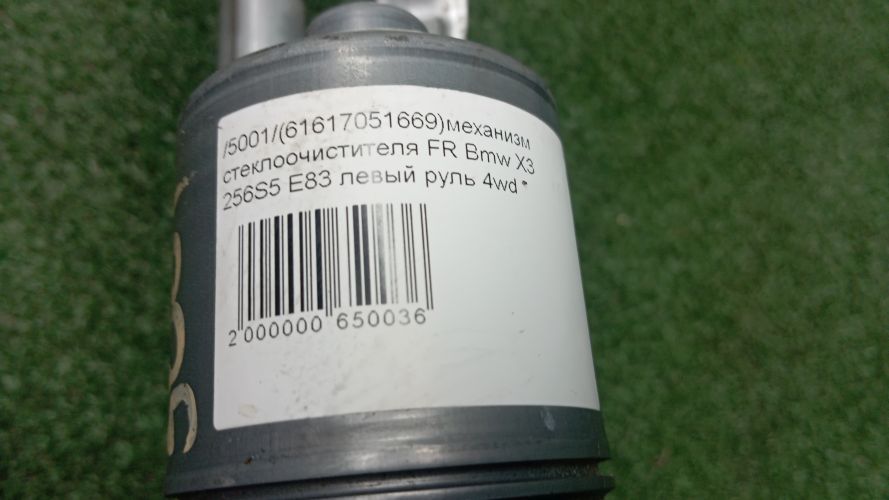 /5001/(61617051669)механизм
стеклоочистителя FR Bmw X3
256S5 E83 левый руль 4wd *
2 000000 650036